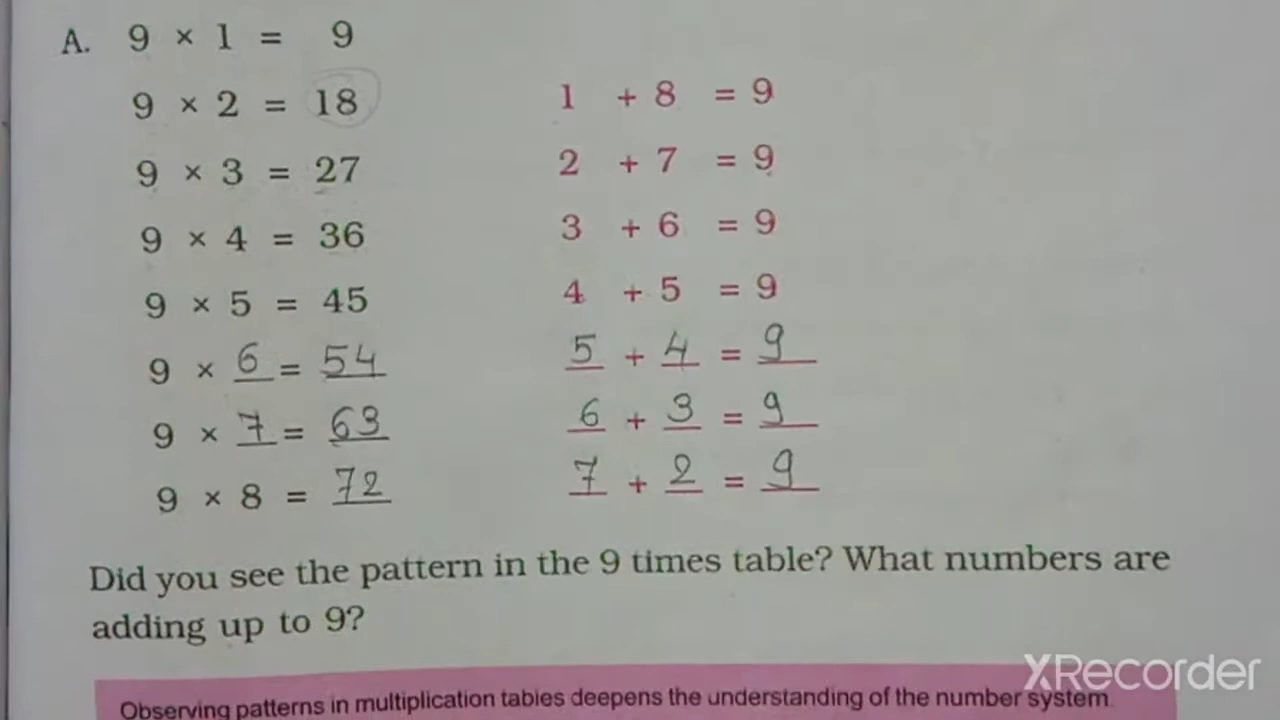 A. 9 × 1 = 9
9 × 2 = 18 1 + 8 = 9
9 × 3 = 27 2 + 7 = 9
9 × 4 = 36 3 + 6 = 9
9 × 5 = 45 4 + 5 = 9
9 × 6 = 54 5 + 4 = 9
9 × 7 = 63 6 + 3 = 9
9 × 8 = 72 7 + 2 = 9
Did you see the pattern in the 9 times table? What numbers are
adding up to 9?
XRecorder
Observing patterns in multiplication tables deepens the understanding of the number system.